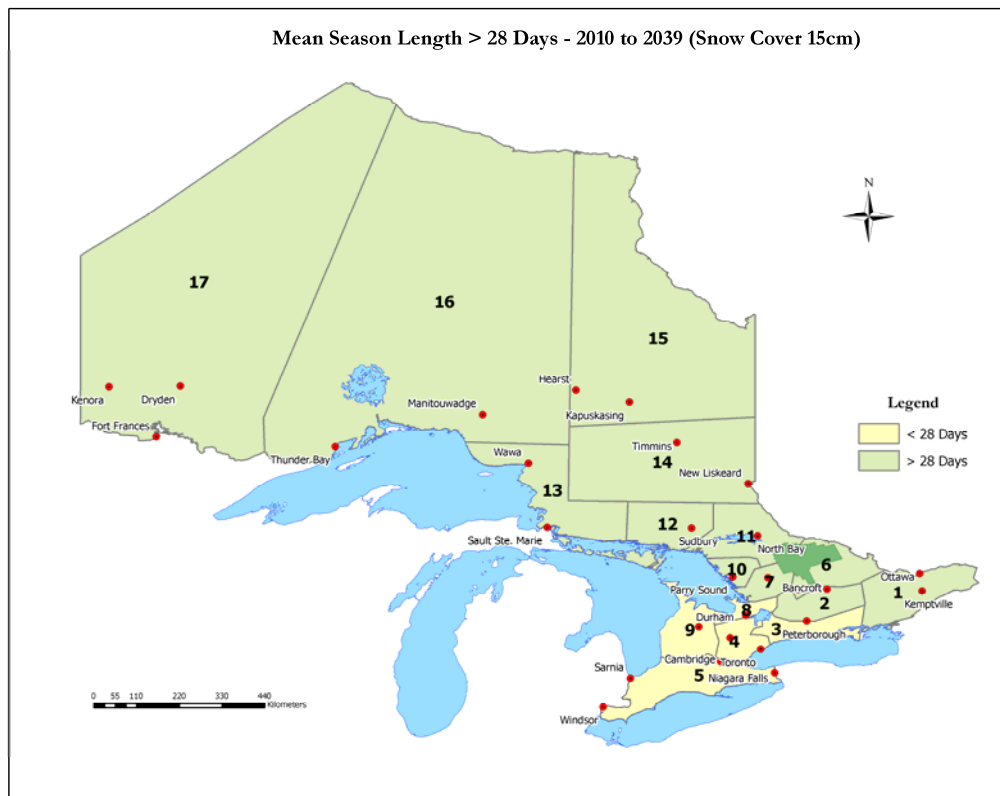 Mean Season Length > 28 Days - 2010 to 2039 (Snow Cover 15cm)
N
17
16
15
Hearst
Kenora
Dryden
Manitouwadge
Kapuskasing
Legend
< 28 Days
> 28 Days
Fort Frances
Thunder Bay
Wawa
Timmins
14
New Liskeard
13
12
Sudbury
11
Sault Ste. Marie
North Bay
6
10
7
Ottawa
Parry Sound
Bancroft
1
2
Kemptville
8
Durham
9
4
3
Peterborough
Cambridge
Toronto
Sarnia
5
Niagara Falls
Windsor
0 55 110 220 330 440
Kilometers